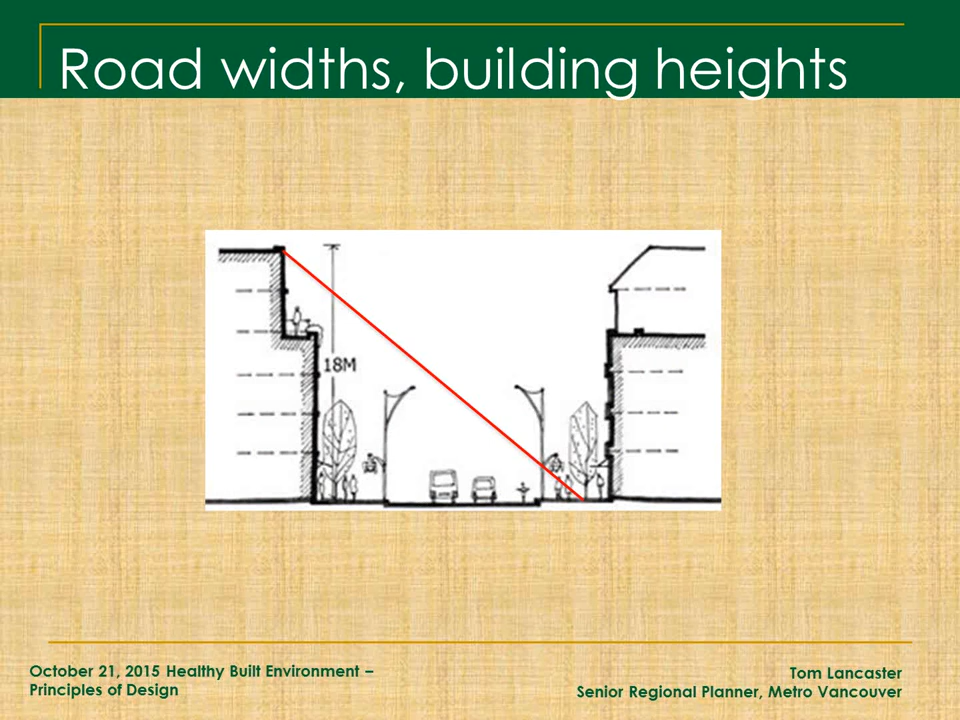 Road widths, building heights
18M
October 21, 2015 Healthy Built Environment –
Principles of Design
Tom Lancaster
Senior Regional Planner, Metro Vancouver